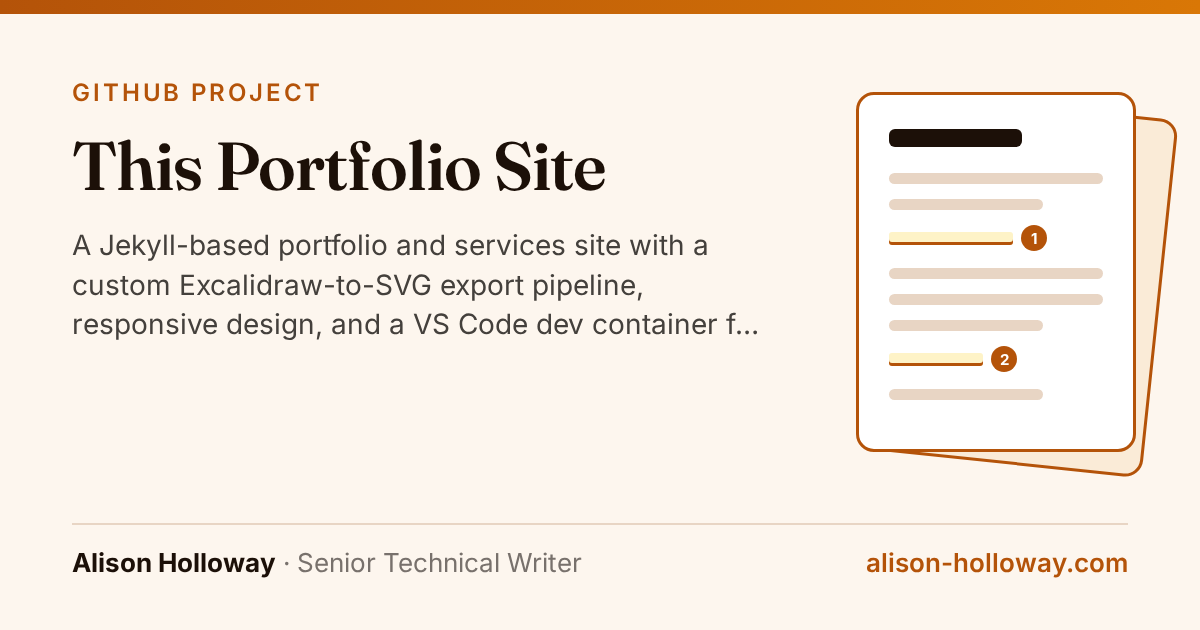 GITHUB PROJECT
This Portfolio Site
A Jekyll-based portfolio and services site with a
custom Excalidraw-to-SVG export pipeline,
responsive design, and a VS Code dev container f...
1
2
Alison Holloway · Senior Technical Writer
alison-holloway.com